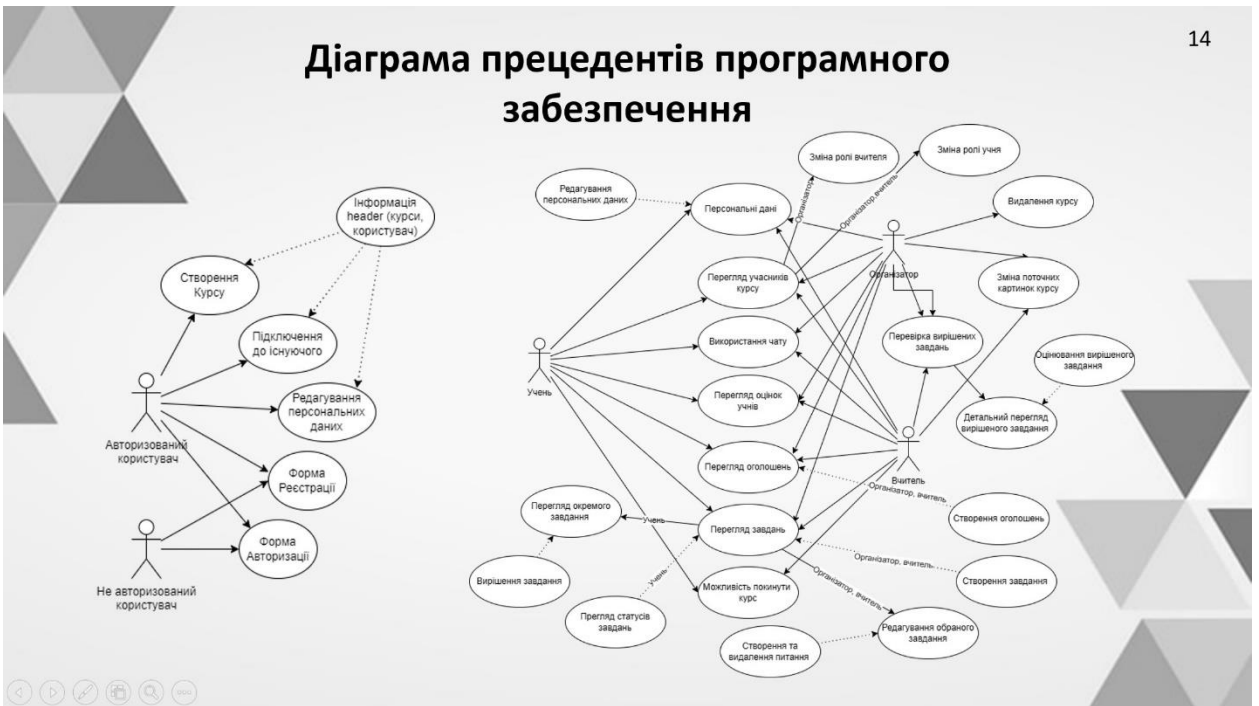 14
Діаграма прецедентів програмного
забезпечення
Інформація
header (курси,
користувач)
Створення
Курсу
Підключення
до існуючого
Редагування
персональних
даних
Авторизований
користувач
Форма
Реєстрації
Форма
Авторизації
Не авторизований
користувач
Зміна ролі вчителя
Зміна ролі учня
Редагування
персональних даних
Персональні дані
Організатор
Організатор,вчитель
Видалення курсу
Організатор
Перегляд учасників
курсу
Зміна поточних
картинок курсу
Використання чату
Перевірка вирішених
завдань
Оцінювання вирішеного
завдання
Учень
Перегляд оцінок
учнів
Детальний перегляд
вирішеного завдання
Перегляд оголошень
Вчитель
Організатор, вчитель
Створення оголошень
Перегляд окремого
завдання
Учень
Перегляд завдань
Організатор, вчитель
Вирішення завдання
Учень
Організатор, вчитель
Створення завдання
Можливість покинути
курс
Прегляд статусів
завдань
Редагування обраного
завдання
Створення та
видалення питання